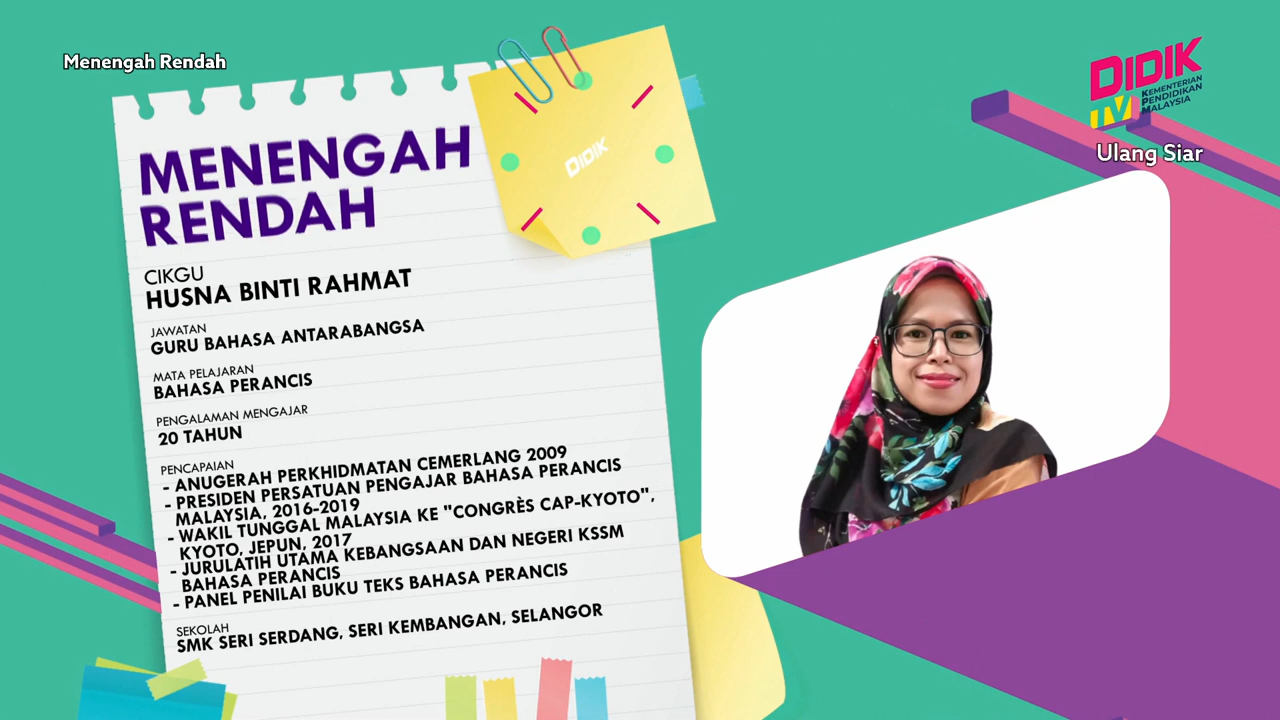 Menengah Rendah
MENENGAH
RENDAH
CIKGU
HUSNA BINTI RAHMAT
JAWATAN
GURU BAHASA ANTARABANGSA
MATA PELAJARAN
BAHASA PERANCIS
PENGALAMAN MENGAJAR
20 TAHUN
PENCAPAIAN
- ANUGERAH PERKHIDMATAN CEMERLANG 2009
- PRESIDEN PERSATUAN PENGAJAR BAHASA PERANCIS
MALAYSIA, 2016-2019
- WAKIL TUNGGAL MALAYSIA KE "CONGRÈS CAP-KYOTO",
KYOTO, JEPUN, 2017
- JURULATIH UTAMA KEBANGSAAN DAN NEGERI KSSM
BAHASA PERANCIS
- PANEL PENILAI BUKU TEKS BAHASA PERANCIS
SEKOLAH
SMK SERI SERDANG, SERI KEMBANGAN, SELANGOR
DIDIK
DIDIK
TV
KEMENTERIAN
PENDIDIKAN
MALAYSIA
Ulang Siar